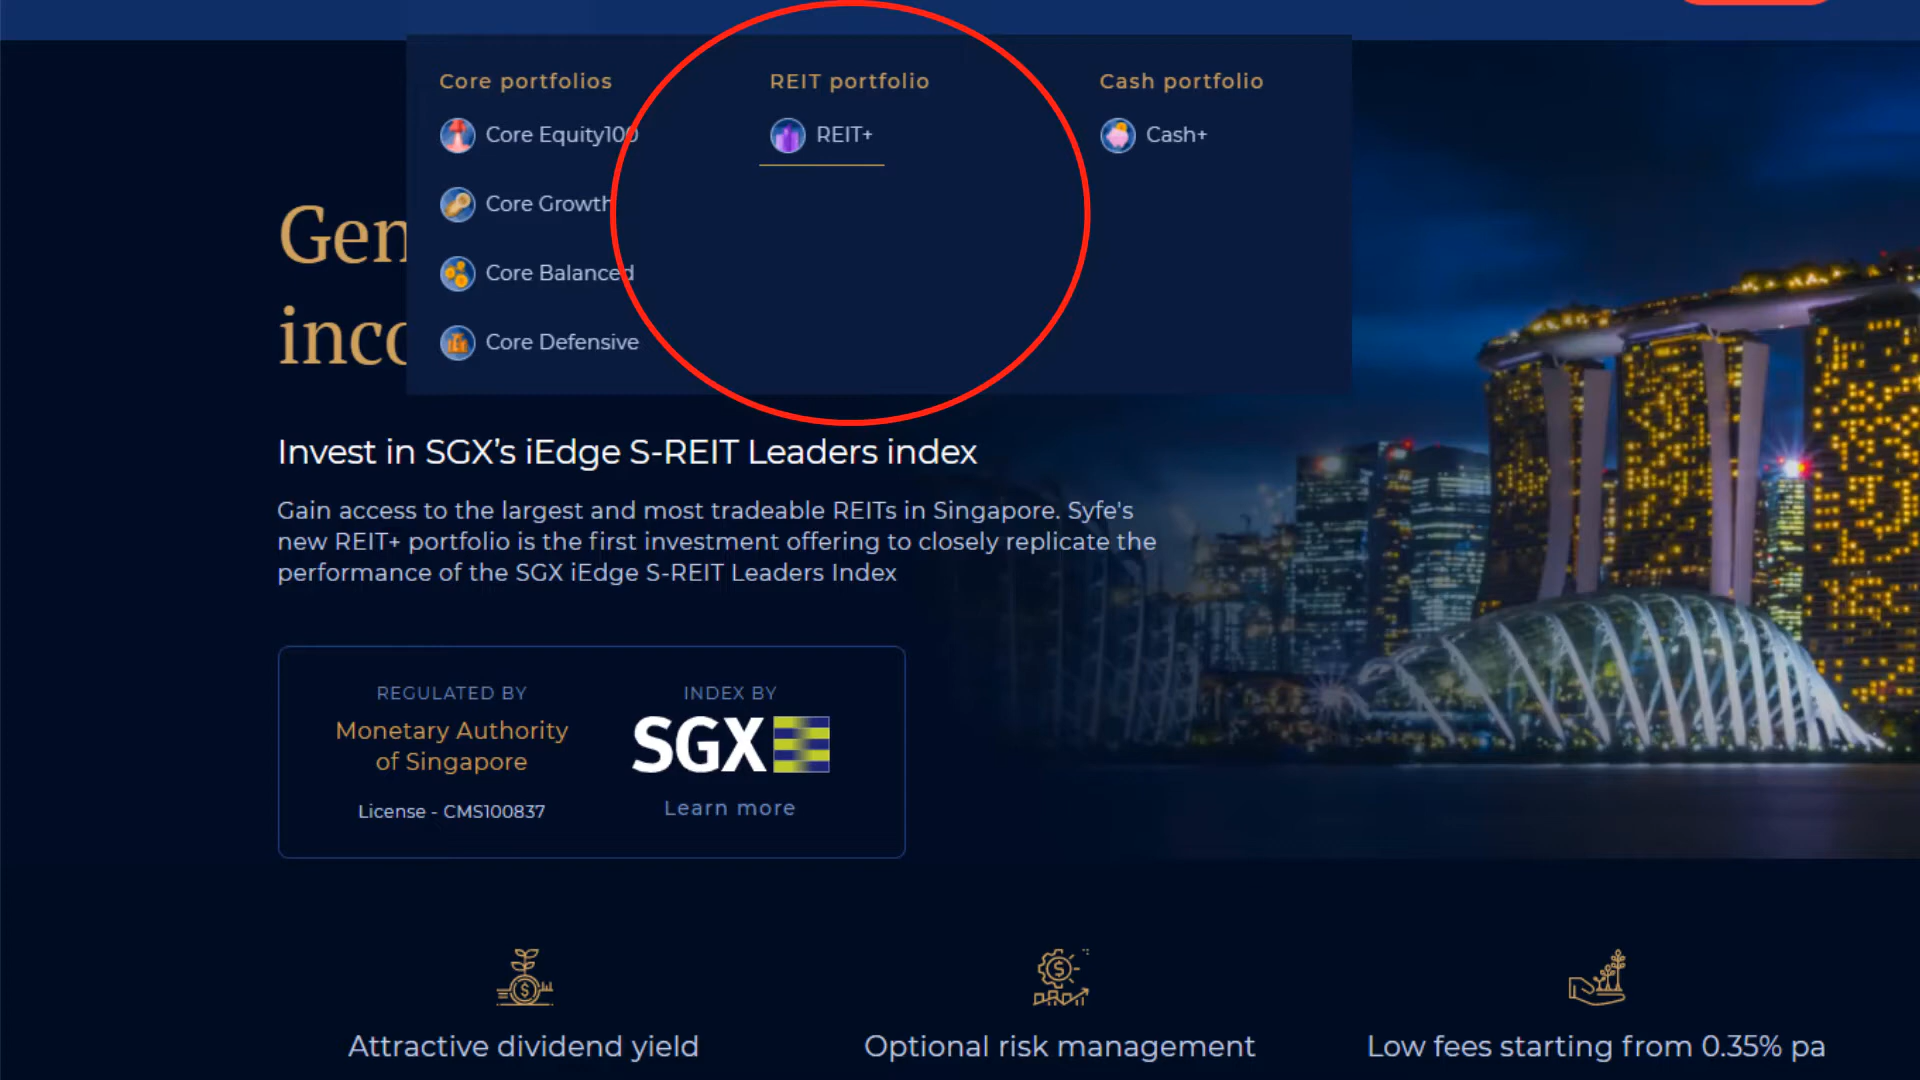 Core portfolios
Core Equity100
Core Growth
Core Balanced
Core Defensive
REIT portfolio
REIT+
Cash portfolio
Cash+
Gen
inco
Invest in SGX’s iEdge S-REIT Leaders index
Gain access to the largest and most tradeable REITs in Singapore. Syfe's
new REIT+ portfolio is the first investment offering to closely replicate the
performance of the SGX iEdge S-REIT Leaders Index
REGULATED BY
Monetary Authority
of Singapore
License - CMS100837
INDEX BY
SGX
Learn more
Attractive dividend yield
Optional risk management
Low fees starting from 0.35% pa